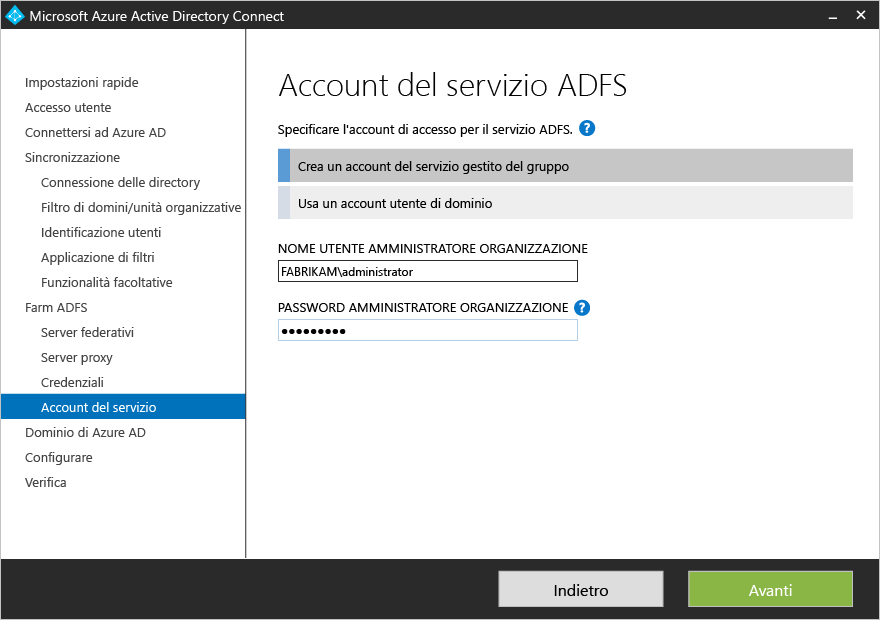 Microsoft Azure Active Directory Connect
Impostazioni rapide
Accesso utente
Connettersi ad Azure AD
Sincronizzazione
Connessione delle directory
Filtro di domini/unità organizzative
Identificazione utenti
Applicazione di filtri
Funzionalità facoltative
Farm ADFS
Server federativi
Server proxy
Credenziali
Account del servizio
Dominio di Azure AD
Configurare
Verifica
Account del servizio ADFS
Specificare l'account di accesso per il servizio ADFS. ?
Crea un account del servizio gestito del gruppo
Usa un account utente di dominio
NOME UTENTE AMMINISTRATORE ORGANIZZAZIONE
FABRIKAM\administrator
PASSWORD AMMINISTRATORE ORGANIZZAZIONE ?
●●●●●●●●●
Indietro
Avanti